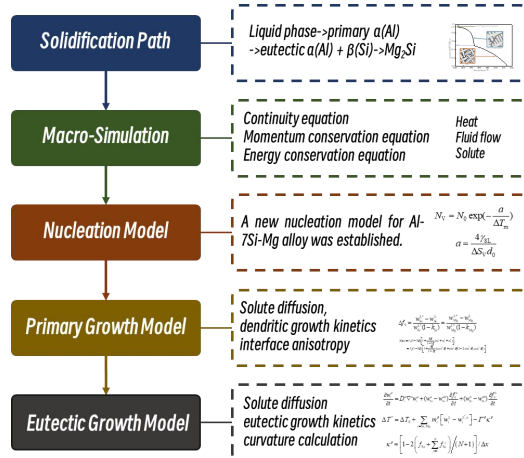 Solidification Path
Liquid phase->primary α(Al)
->eutectic α(Al) + β(Si)->Mg₂Si
Macro-Simulation
Continuity equation
Momentum conservation equation
Energy conservation equation
Heat
Fluid flow
Solute
Nucleation Model
A new nucleation model for Al-
7Si-Mg alloy was established.
N_V = N_0 exp(-a/ΔT_m)
a = 4γ_SL/ΔS_V d_0
Primary Growth Model
Solute diffusion,
dendritic growth kinetics
interface anisotropy
Eutectic Growth Model
Solute diffusion
eutectic growth kinetics
curvature calculation